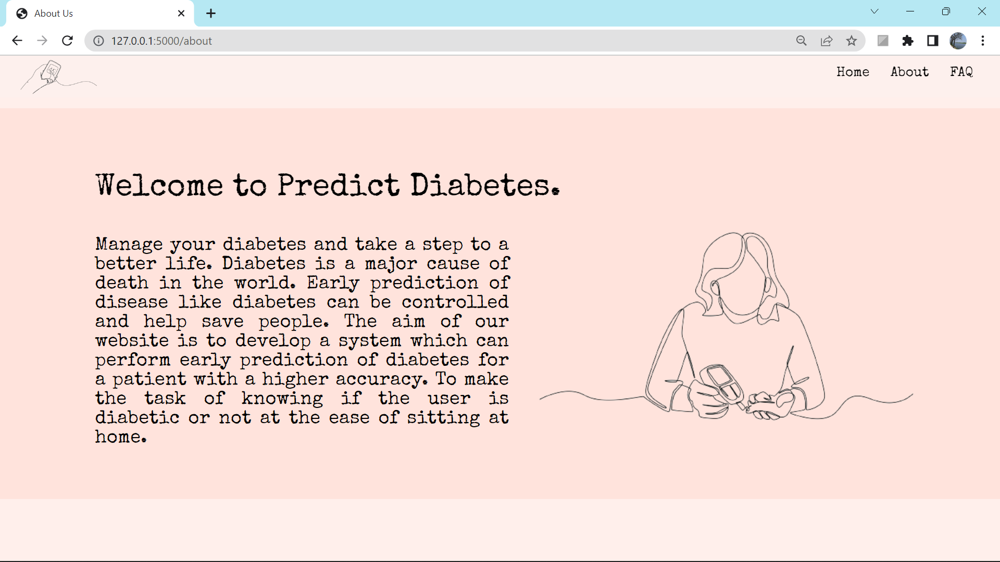 About Us
127.0.0.1:5000/about
Home About FAQ
Welcome to Predict Diabetes.
Manage your diabetes and take a step to a
better life. Diabetes is a major cause of
death in the world. Early prediction of
disease like diabetes can be controlled
and help save people. The aim of our
website is to develop a system which can
perform early prediction of diabetes for
a patient with a higher accuracy. To make
the task of knowing if the user is
diabetic or not at the ease of sitting at
home.